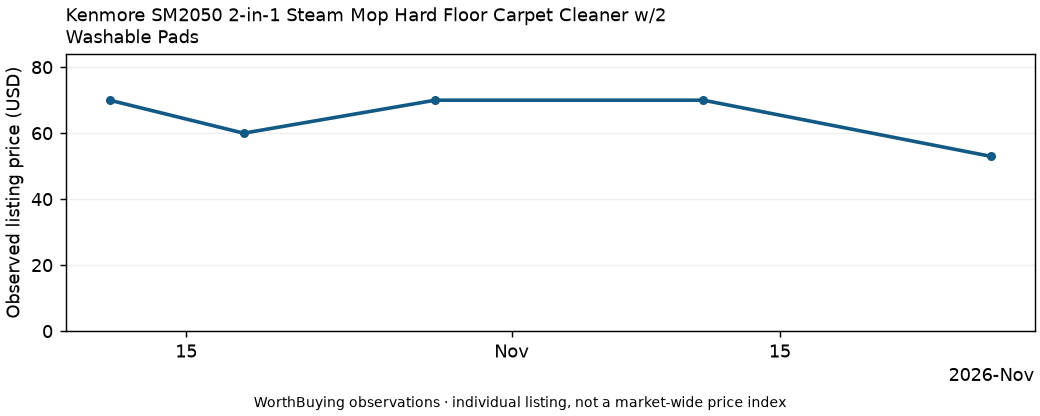 Kenmore SM2050 2-in-1 Steam Mop Hard Floor Carpet Cleaner w/2
Washable Pads
Observed listing price (USD)
80
60
40
20
0
15
Nov
15
2026-Nov
WorthBuying observations · individual listing, not a market-wide price index